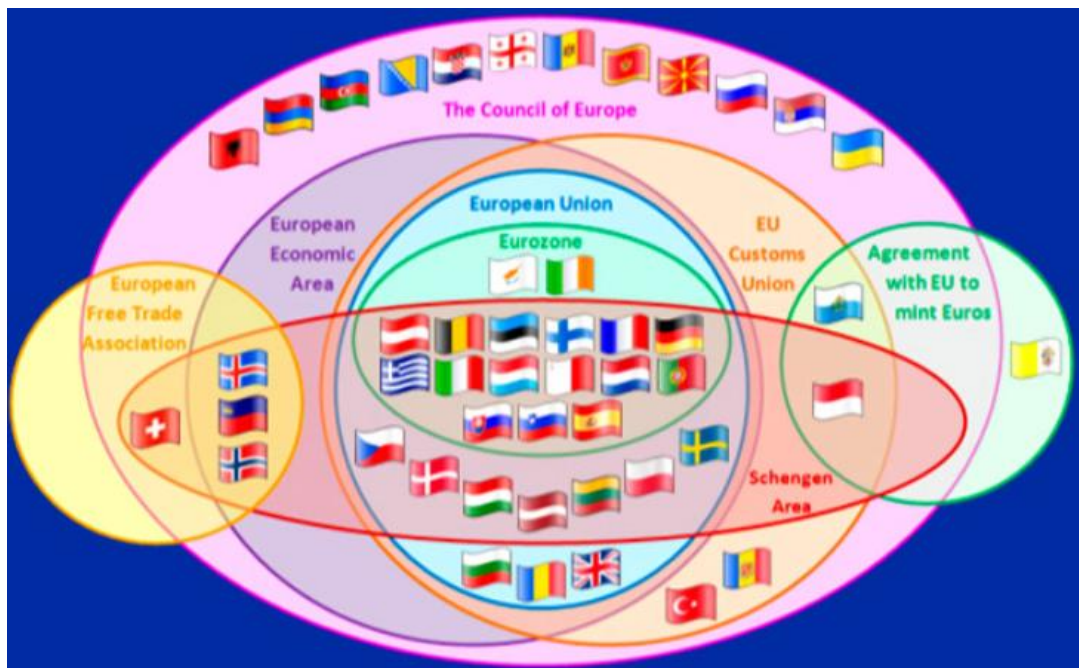 The Council of Europe
European Union
Eurozone
European
Economic
Area
EU
Customs
Union
Agreement
with EU to
mint Euros
European
Free Trade
Association
Schengen
Area